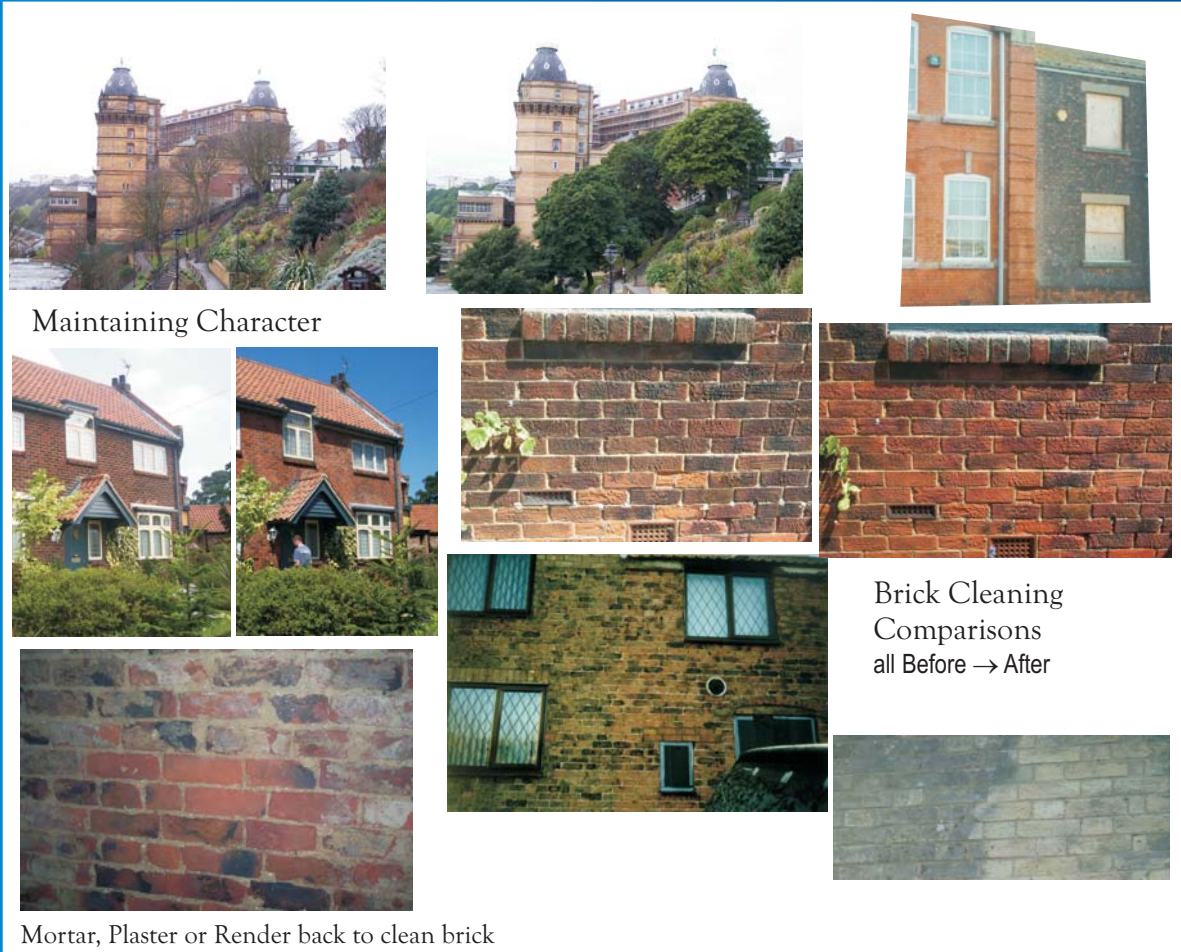 Maintaining Character
Brick Cleaning
Comparisons
all Before → After
Mortar, Plaster or Render back to clean brick